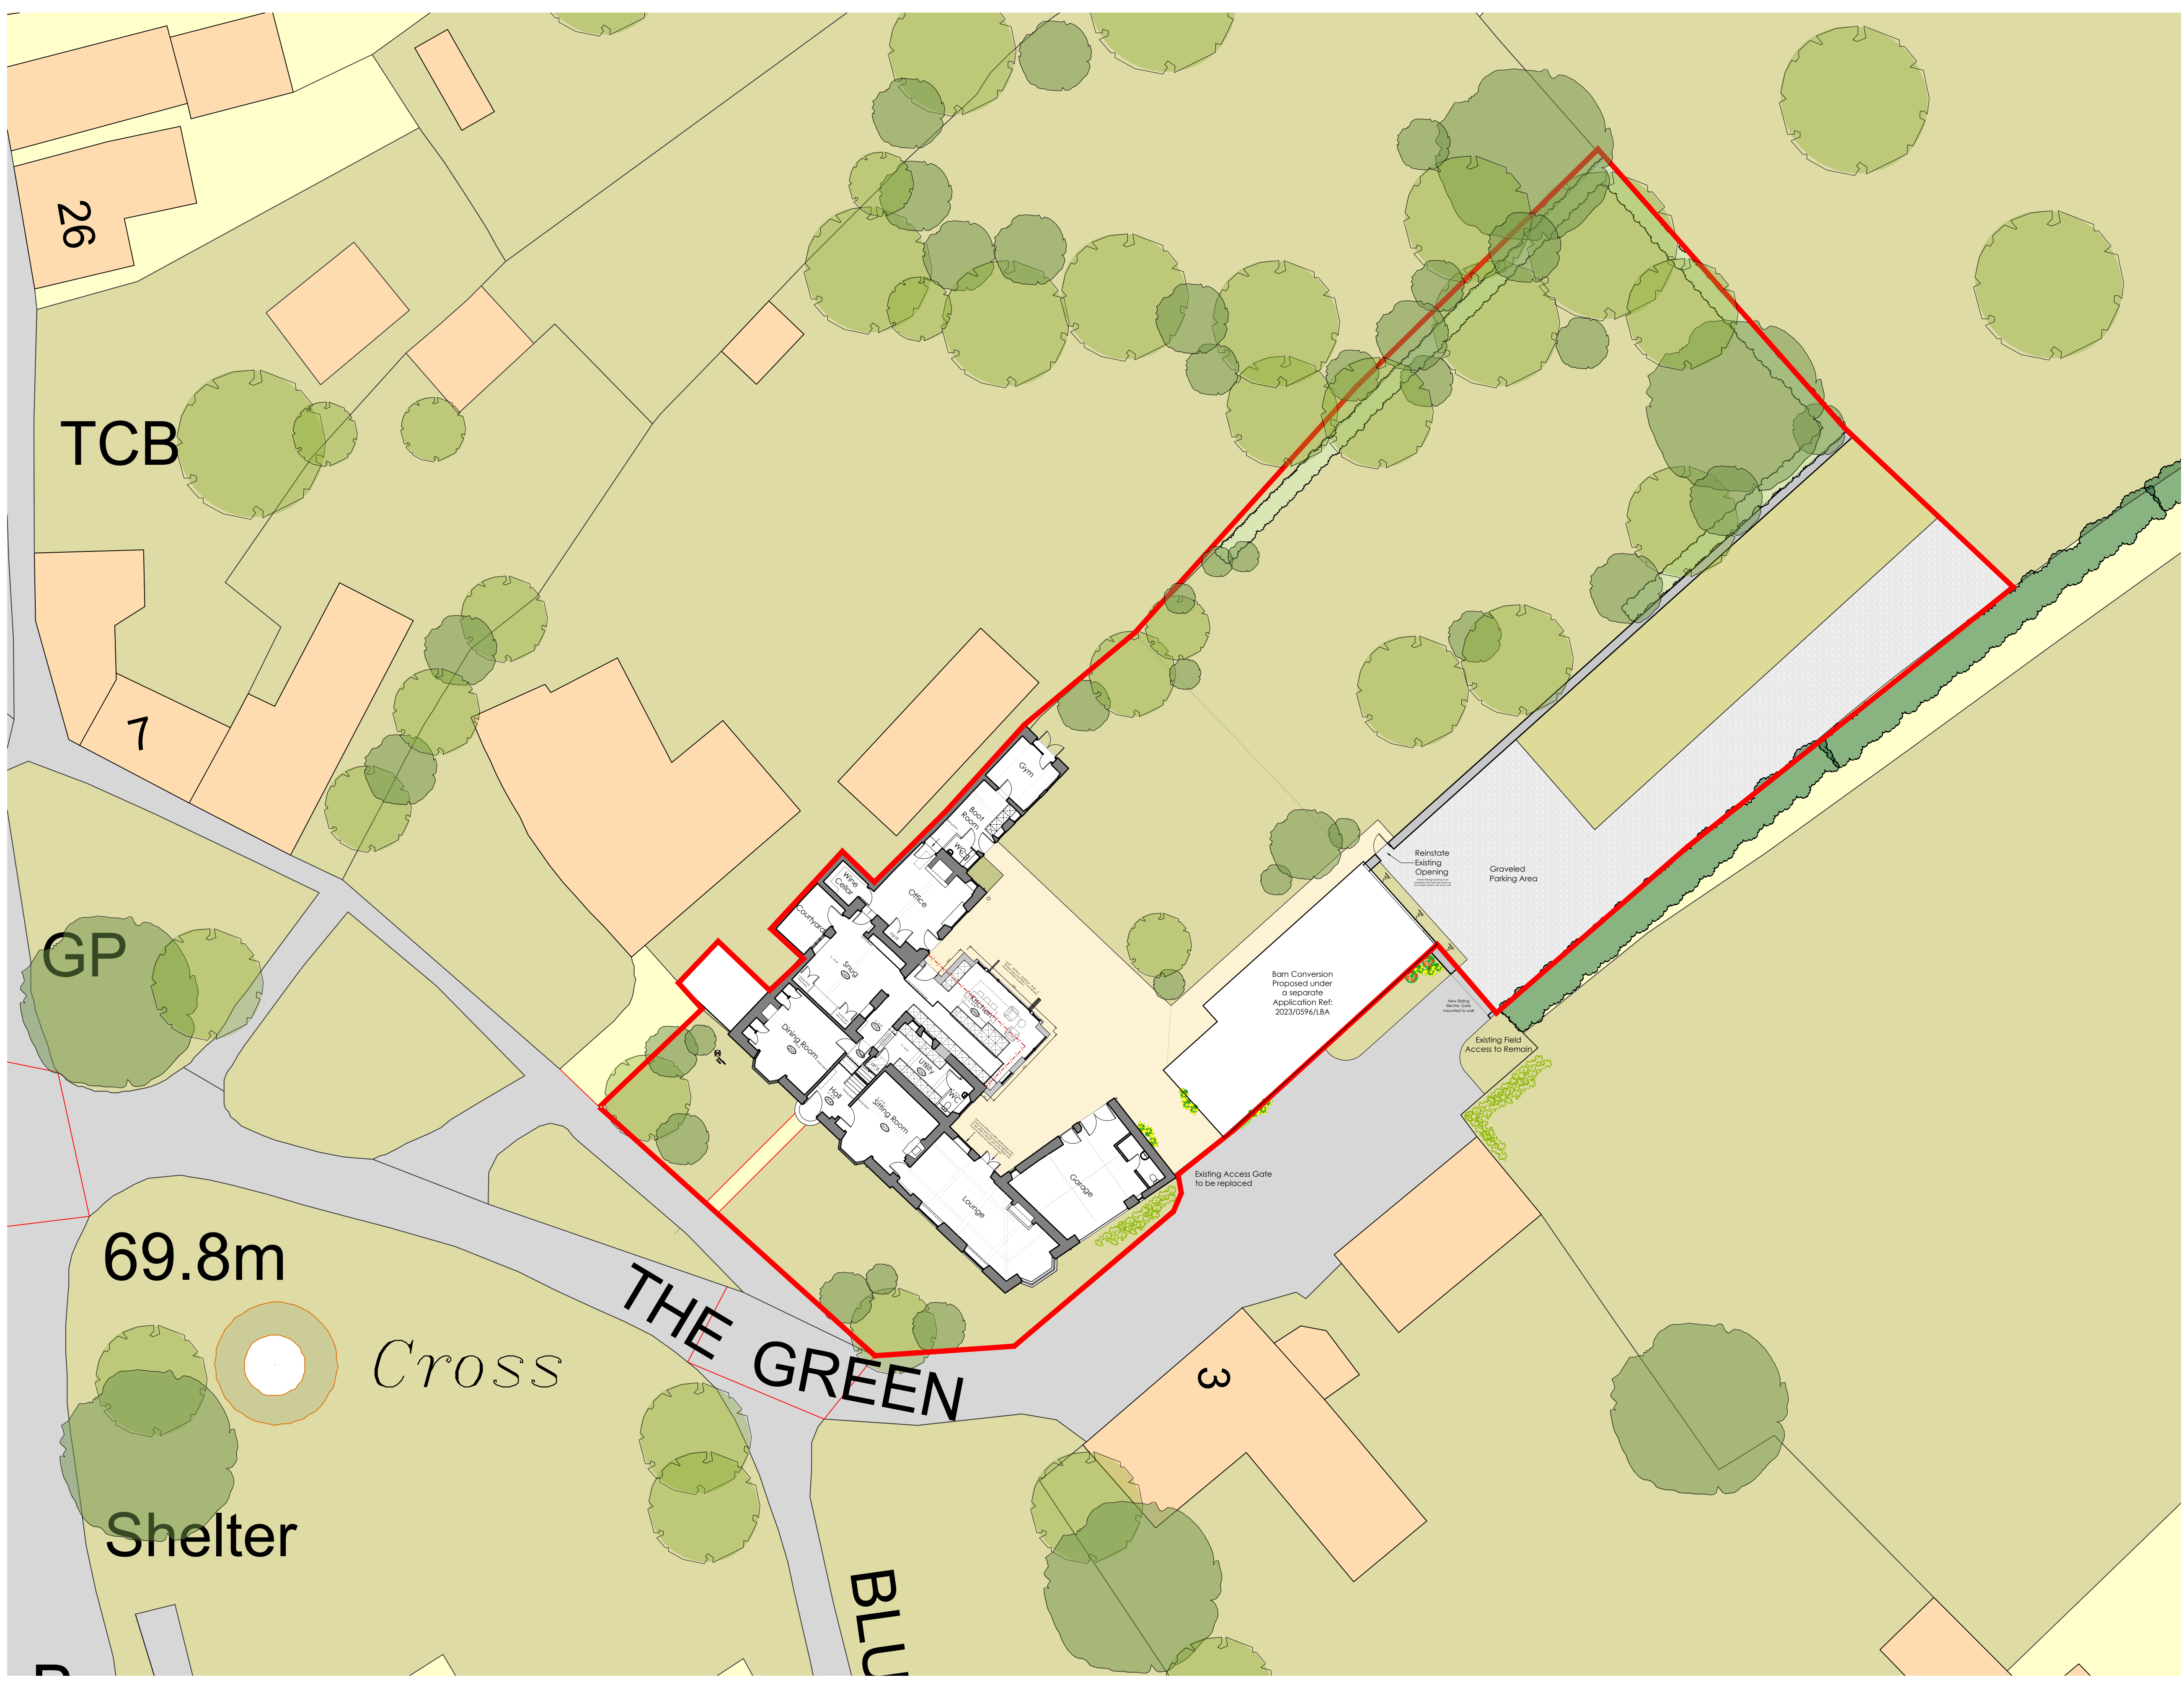 26
TCB
7
GP
69.8m
Cross
Shelter
THE GREEN
BLU
3
Gym
Boot
Room
WC
Wine
Cellar
Office
Courtyard
Snug
Kitchen
Dining Room
Utility
WC
Hall
Sitting Room
Lounge
Garage
Reinstate
Existing
Opening
Graveled
Parking Area
Barn Conversion
Proposed under
a separate
Application Ref:
2023/0596/LBA
New Sliding
Electric Gate
mounted to wall
Existing Field
Access to Remain
Existing Access Gate
to be replaced